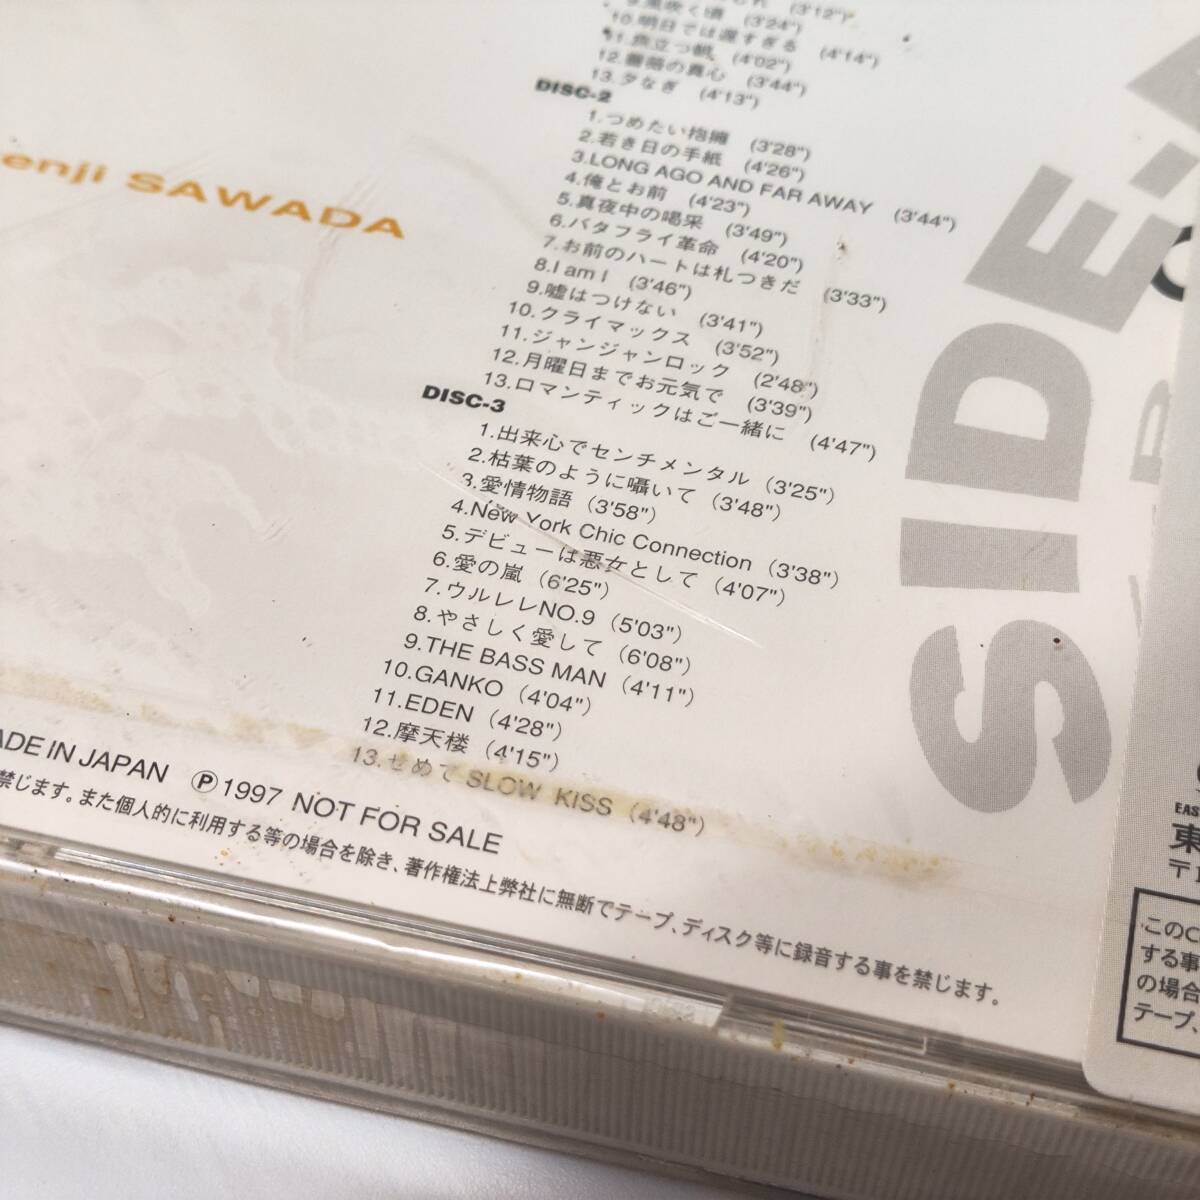 (3'12")
9.風吹く頃 (3'24")
10.明日では遅すぎる (4'14")
11.旅立つ朝 (4'02")
12.薔薇の真心 (3'44")
13.夕なぎ (4'13")
DISC-2
1.つめたい抱擁 (3'28")
2.若き日の手紙 (4'26")
3.LONG AGO AND FAR AWAY (3'44")
4.俺とお前 (4'23")
5.真夜中の喝采 (3'49")
6.バタフライ革命 (4'20")
7.お前のハートは札つきだ (3'33")
8.I am I (3'46")
9.嘘はつけない (3'41")
10.クライマックス (3'52")
11.ジャンジャンロック (2'48")
12.月曜日までお元気で (3'39")
13.ロマンティックはご一緒に (4'47")
DISC-3
1.出来心でセンチメンタル (3'25")
2.枯葉のように囁いて (3'48")
3.愛情物語 (3'58")
4.New York Chic Connection (3'38")
5.デビューは悪女として (4'07")
6.愛の嵐 (6'25")
7.ウルレレNO.9 (5'03")
8.やさしく愛して (6'08")
9.THE BASS MAN (4'11")
10.GANKO (4'04")
11.EDEN (4'28")
12.摩天楼 (4'15")
13.せめて SLOW KISS (4'48")
enji SAWADA
SIDE-A
ADE IN JAPAN Ⓟ1997 NOT FOR SALE
禁じます。また個人的に利用する等の場合を除き、著作権法上弊社に無断でテープ、ディスク等に録音する事を禁じます。
EAS
東
〒1
このC
する事
の場合
テープ、